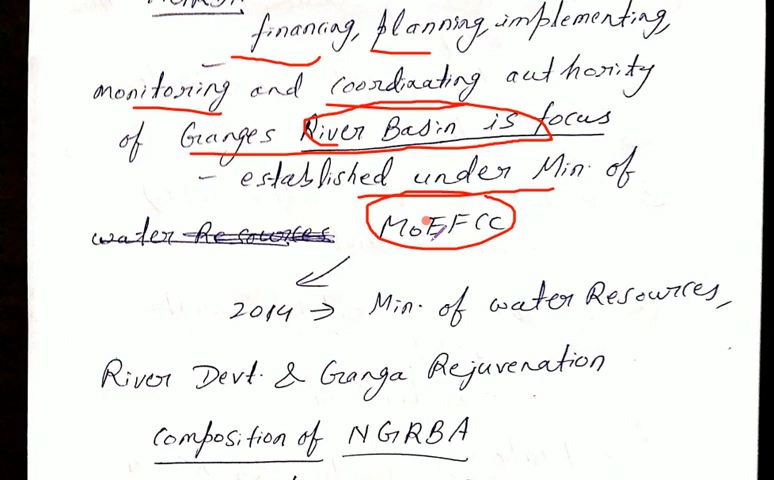 - financing, planning, implementing,
monitoring and coordinating authority
of Ganges River Basin is focus
- established under Min. of
water Resources MoEFCC
2014 → Min. of water Resources,
River Devt. & Ganga Rejuvenation
composition of NGRBA